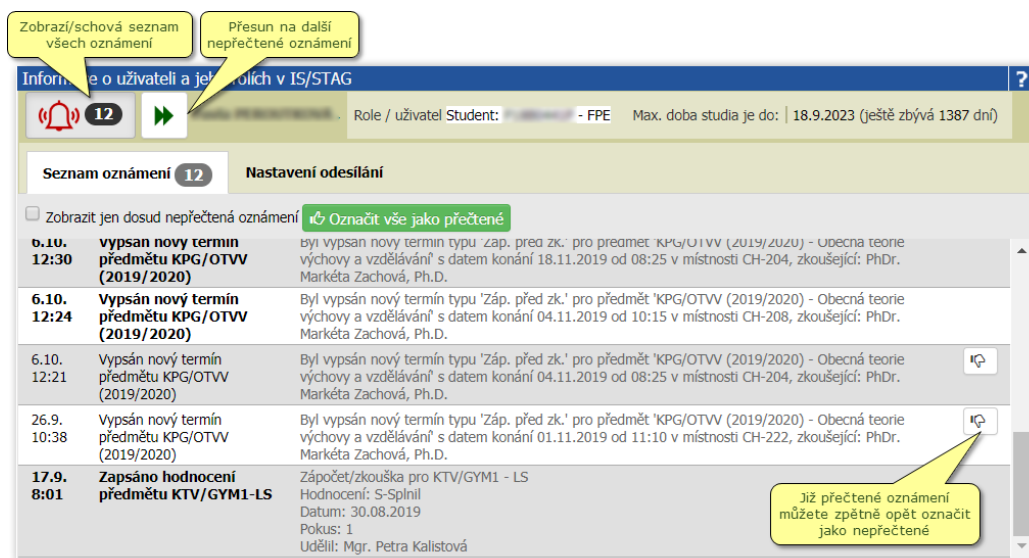 Zobrazí/schová seznam
všech oznámení
Přesun na další
nepřečtené oznámení
Informace o uživateli a jeho rolích v IS/STAG
?
12
Role / uživatel Student: - FPE
Max. doba studia je do: 18.9.2023 (ještě zbývá 1387 dní)
Seznam oznámení 12
Nastavení odesílání
Zobrazit jen dosud nepřečtená oznámení
Označit vše jako přečtené
6.10. Vypsán nový termín Byl vypsán nový termín typu 'Záp. před zk.' pro předmět 'KPG/OTVV (2019/2020) - Obecná teorie
12:30 předmětu KPG/OTVV výchovy a vzdělávání' s datem konání 18.11.2019 od 08:25 v místnosti CH-204, zkoušející: PhDr.
(2019/2020) Markéta Zachová, Ph.D.
6.10. Vypsán nový termín Byl vypsán nový termín typu 'Záp. před zk.' pro předmět 'KPG/OTVV (2019/2020) - Obecná teorie
12:24 předmětu KPG/OTVV výchovy a vzdělávání' s datem konání 04.11.2019 od 10:15 v místnosti CH-208, zkoušející: PhDr.
(2019/2020) Markéta Zachová, Ph.D.
6.10. Vypsán nový termín Byl vypsán nový termín typu 'Záp. před zk.' pro předmět 'KPG/OTVV (2019/2020) - Obecná teorie
12:21 předmětu KPG/OTVV výchovy a vzdělávání' s datem konání 04.11.2019 od 08:25 v místnosti CH-204, zkoušející: PhDr.
(2019/2020) Markéta Zachová, Ph.D.
26.9. Vypsán nový termín Byl vypsán nový termín typu 'Záp. před zk.' pro předmět 'KPG/OTVV (2019/2020) - Obecná teorie
10:38 předmětu KPG/OTVV výchovy a vzdělávání' s datem konání 01.11.2019 od 11:10 v místnosti CH-222, zkoušející: PhDr.
(2019/2020) Markéta Zachová, Ph.D.
17.9. Zapsáno hodnocení Zápočet/zkouška pro KTV/GYM1 - LS
8:01 předmětu KTV/GYM1-LS Hodnocení: S-Splnil
Datum: 30.08.2019
Pokus: 1
Udělil: Mgr. Petra Kalistová
Již přečtené oznámení
můžete zpětně opět označit
jako nepřečtené